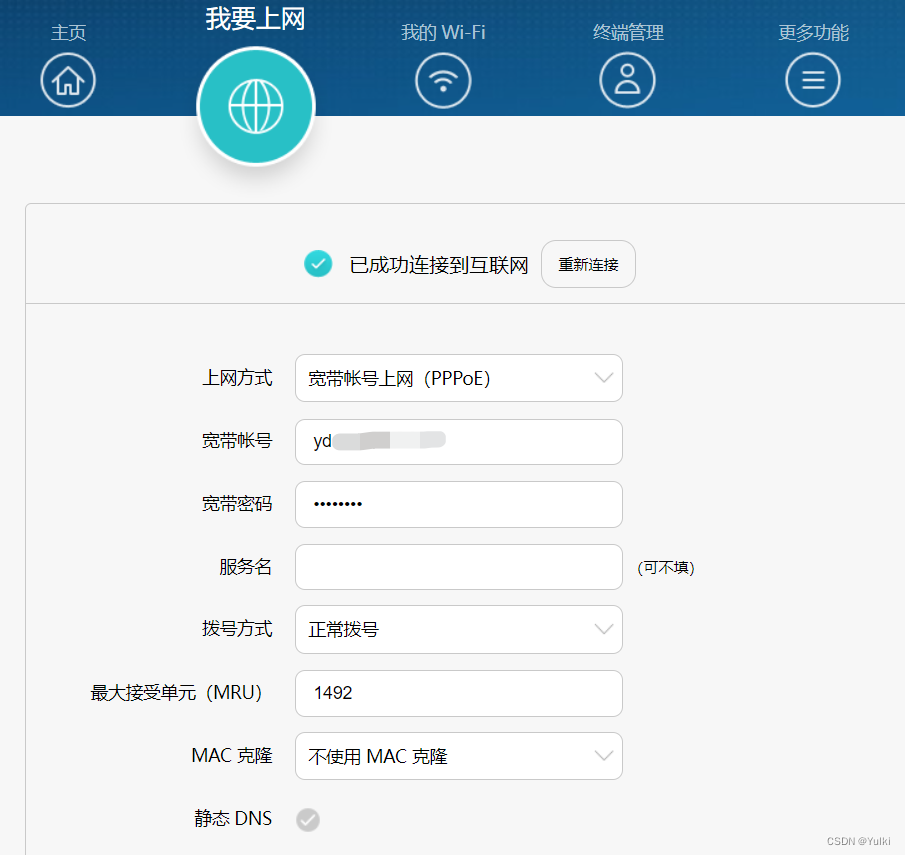 主页
我要上网
我的 Wi-Fi
终端管理
更多功能
已成功连接到互联网
重新连接
上网方式 宽带帐号上网（PPPoE）
宽带帐号 yd
宽带密码 ••••••••
服务名 (可不填)
拨号方式 正常拨号
最大接受单元（MRU） 1492
MAC 克隆 不使用 MAC 克隆
静态 DNS
CSDN @Yulki